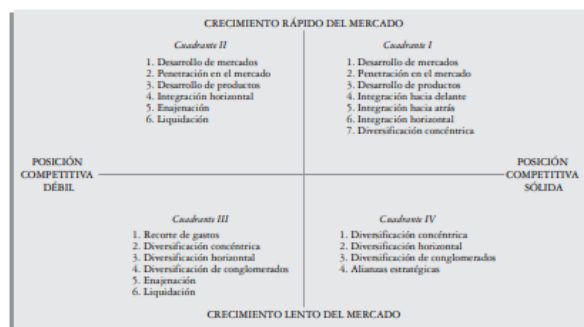 CRECIMIENTO RÁPIDO DEL MERCADO
Cuadrante II
1. Desarrollo de mercados
2. Penetración en el mercado
3. Desarrollo de productos
4. Integración horizontal
5. Enajenación
6. Liquidación
Cuadrante I
1. Desarrollo de mercados
2. Penetración en el mercado
3. Desarrollo de productos
4. Integración hacia delante
5. Integración hacia atrás
6. Integración horizontal
7. Diversificación concéntrica
POSICIÓN
COMPETITIVA
DÉBIL
POSICIÓN
COMPETITIVA
SÓLIDA
Cuadrante III
1. Recorte de gastos
2. Diversificación concéntrica
3. Diversificación horizontal
4. Diversificación de conglomerados
5. Enajenación
6. Liquidación
Cuadrante IV
1. Diversificación concéntrica
2. Diversificación horizontal
3. Diversificación de conglomerados
4. Alianzas estratégicas
CRECIMIENTO LENTO DEL MERCADO